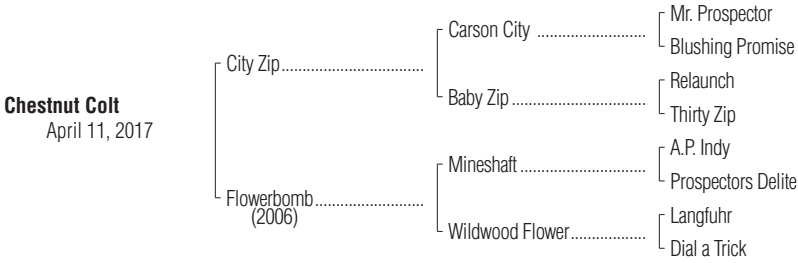 Chestnut Colt
April 11, 2017
City Zip
Flowerbomb
(2006)
Carson City
Baby Zip
Mineshaft
Wildwood Flower
Mr. Prospector
Blushing Promise
Relaunch
Thirty Zip
A.P. Indy
Prospectors Delite
Langfuhr
Dial a Trick